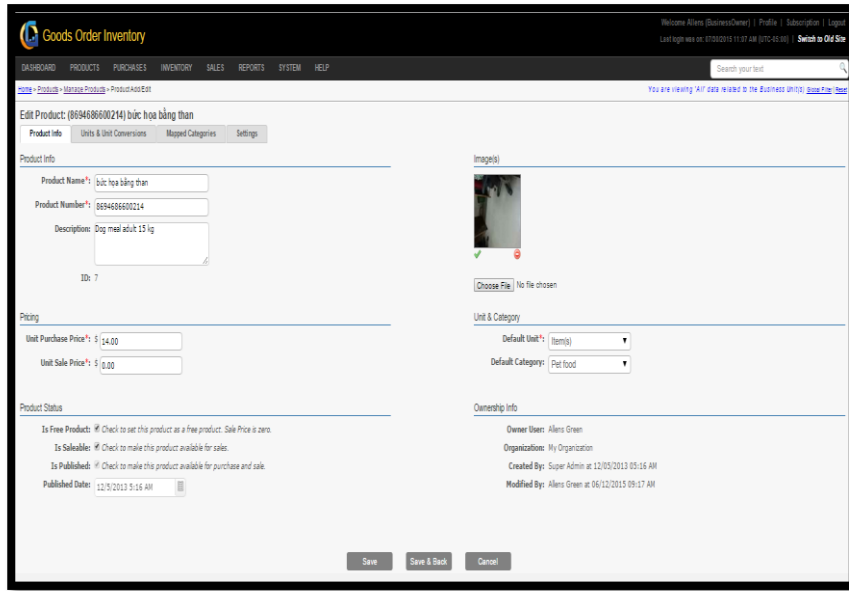 Welcome Allens (BusinessOwner) | Profile | Subscription | Logout
Goods Order Inventory
Last login was on: 07/30/2015 11:07 AM (UTC-05:00) | Switch to Old Site
DASHBOARD PRODUCTS PURCHASES INVENTORY SALES REPORTS SYSTEM HELP
Search your text
Home » Products » Manage Products » ProductAdd/Edit
You are viewing 'All' data related to the Business Unit(s) Global Filter | Reset
Edit Product: (8694686600214) bức họa bằng than
Product Info Units & Unit Conversions Mapped Categories Settings
Product Info
Product Name*: bức họa bằng than
Product Number*: 8694686600214
Description: Dog meal adult 15 kg
ID: 7
Image(s)
Choose File No file chosen
Pricing
Unit Purchase Price*: $ 14.00
Unit Sale Price*: $ 0.00
Unit & Category
Default Unit*: Item(s)
Default Category: Pet food
Product Status
Is Free Product: Check to set this product as a free product. Sale Price is zero.
Is Saleable: Check to make this product available for sales.
Is Published: Check to make this product available for purchase and sale.
Published Date: 12/5/2013 5:16 AM
Ownership Info
Owner User: Allens Green
Organization: My Organization
Created By: Super Admin at 12/05/2013 05:16 AM
Modified By: Allens Green at 06/12/2015 09:17 AM
Save Save & Back Cancel